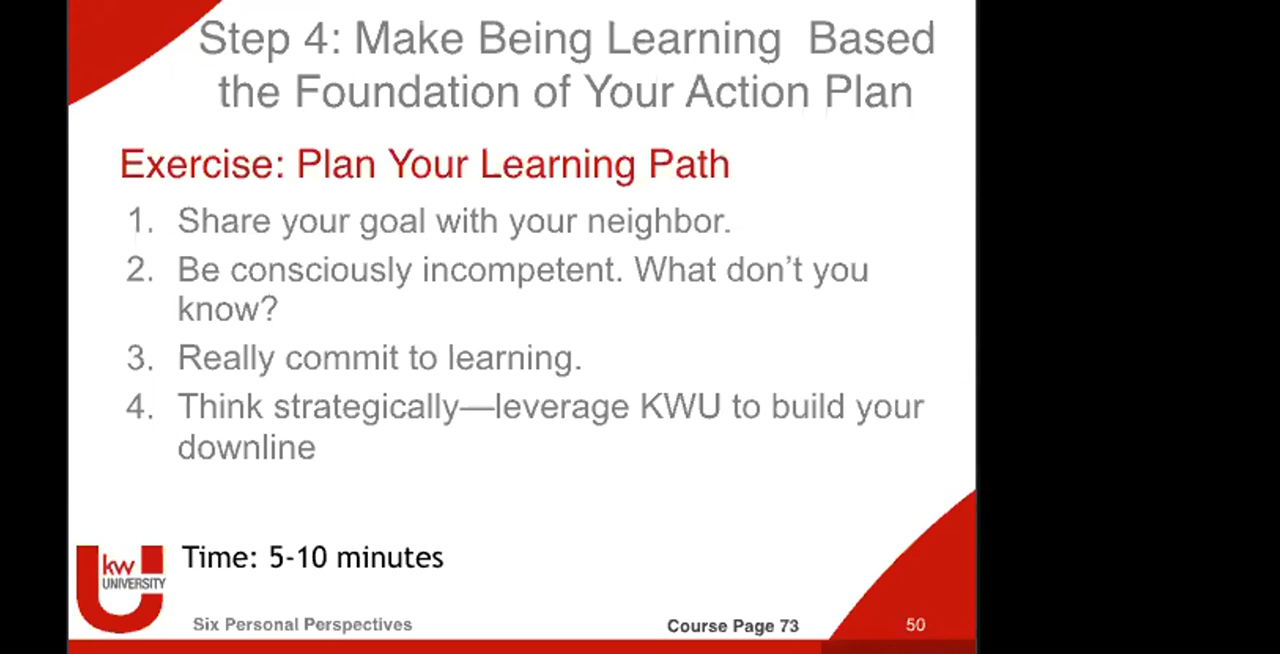 Step 4: Make Being Learning Based
the Foundation of Your Action Plan
Exercise: Plan Your Learning Path
1. Share your goal with your neighbor.
2. Be consciously incompetent. What don’t you
know?
3. Really commit to learning.
4. Think strategically—leverage KWU to build your
downline
Time: 5-10 minutes
kw
UNIVERSITY
Six Personal Perspectives
Course Page 73
50